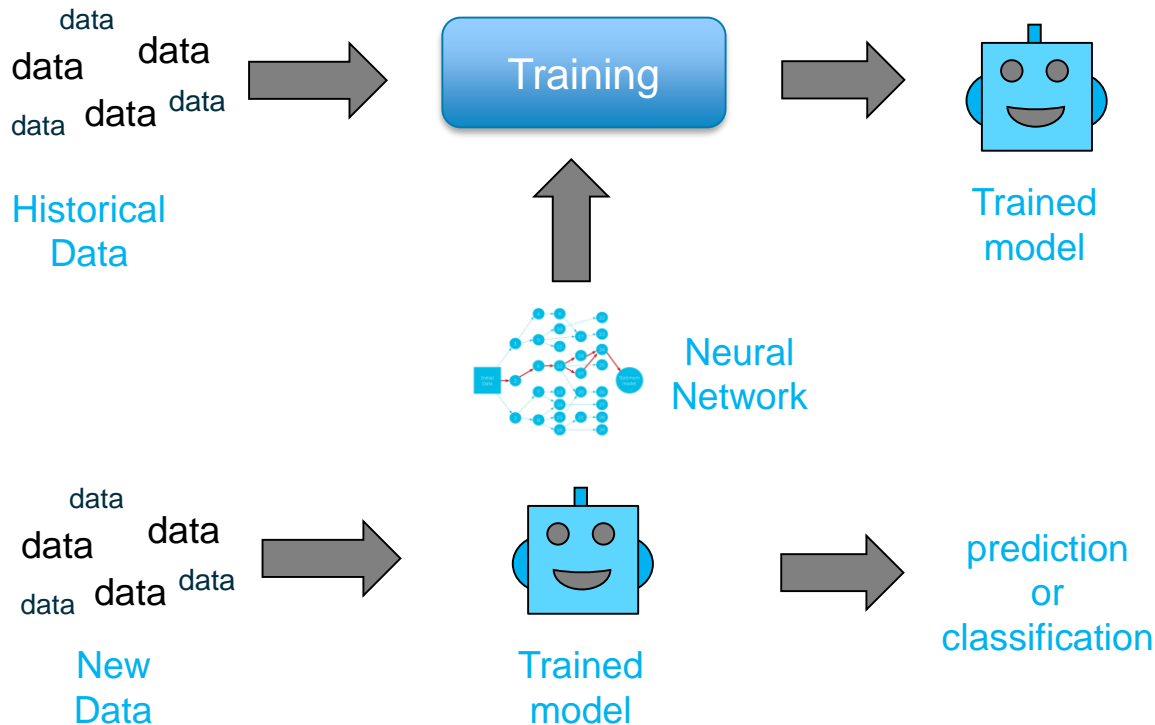 data
data
data
data
data
data
Training
Historical
Data
Trained
model
Neural
Network
data
data
data
data
data
data
prediction
or
classification
New
Data
Trained
model